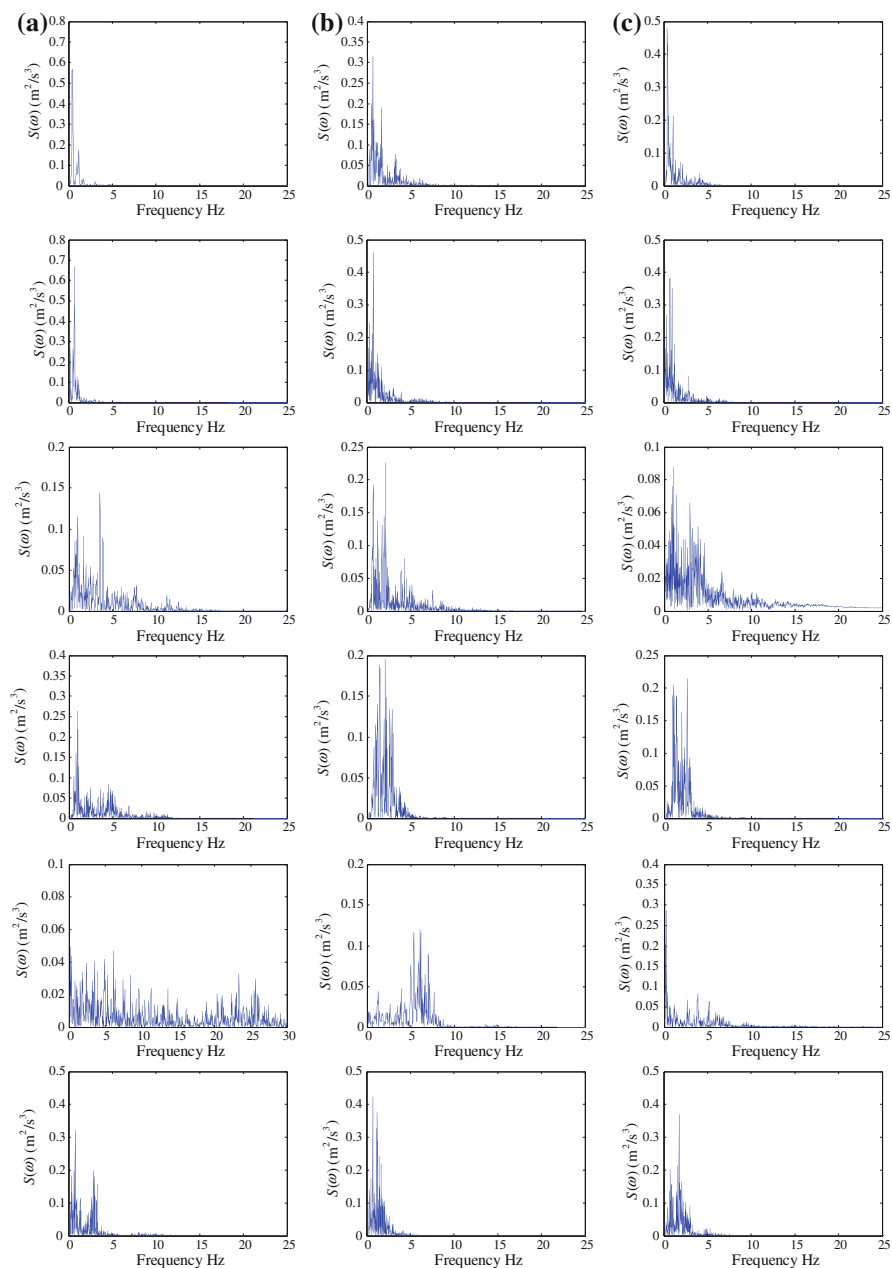 (a) (b) (c)
0.8 0.7 0.6 0.5 0.4 0.3 0.2 0.1 0
S(ω) (m²/s³)
0 5 10 15 20 25
Frequency Hz
0.4 0.35 0.3 0.25 0.2 0.15 0.1 0.05 0
S(ω) (m²/s³)
0 5 10 15 20 25
Frequency Hz
0.5 0.4 0.3 0.2 0.1 0
S(ω) (m²/s³)
0 5 10 15 20 25
Frequency Hz
0.8 0.7 0.6 0.5 0.4 0.3 0.2 0.1 0
S(ω) (m²/s³)
0 5 10 15 20 25
Frequency Hz
0.5 0.4 0.3 0.2 0.1 0
S(ω) (m²/s³)
0 5 10 15 20 25
Frequency Hz
0.5 0.4 0.3 0.2 0.1 0
S(ω) (m²/s³)
0 5 10 15 20 25
Frequency Hz
0.2 0.15 0.1 0.05 0
S(ω) (m²/s³)
0 5 10 15 20 25
Frequency Hz
0.25 0.2 0.15 0.1 0.05 0
S(ω) (m²/s³)
0 5 10 15 20 25
Frequency Hz
0.1 0.08 0.06 0.04 0.02 0
S(ω) (m²/s³)
0 5 10 15 20 25
Frequency Hz
0.4 0.35 0.3 0.25 0.2 0.15 0.1 0.05 0
S(ω) (m²/s³)
0 5 10 15 20 25
Frequency Hz
0.2 0.15 0.1 0.05 0
S(ω) (m²/s³)
0 5 10 15 20 25
Frequency Hz
0.25 0.2 0.15 0.1 0.05 0
S(ω) (m²/s³)
0 5 10 15 20 25
Frequency Hz
0.1 0.08 0.06 0.04 0.02 0
S(ω) (m²/s³)
0 5 10 15 20 25 30
Frequency Hz
0.2 0.15 0.1 0.05 0
S(ω) (m²/s³)
0 5 10 15 20 25
Frequency Hz
0.4 0.35 0.3 0.25 0.2 0.15 0.1 0.05 0
S(ω) (m²/s³)
0 5 10 15 20 25
Frequency Hz
0.5 0.4 0.3 0.2 0.1 0
S(ω) (m²/s³)
0 5 10 15 20 25
Frequency Hz
0.5 0.4 0.3 0.2 0.1 0
S(ω) (m²/s³)
0 5 10 15 20 25
Frequency Hz
0.5 0.4 0.3 0.2 0.1 0
S(ω) (m²/s³)
0 5 10 15 20 25
Frequency Hz